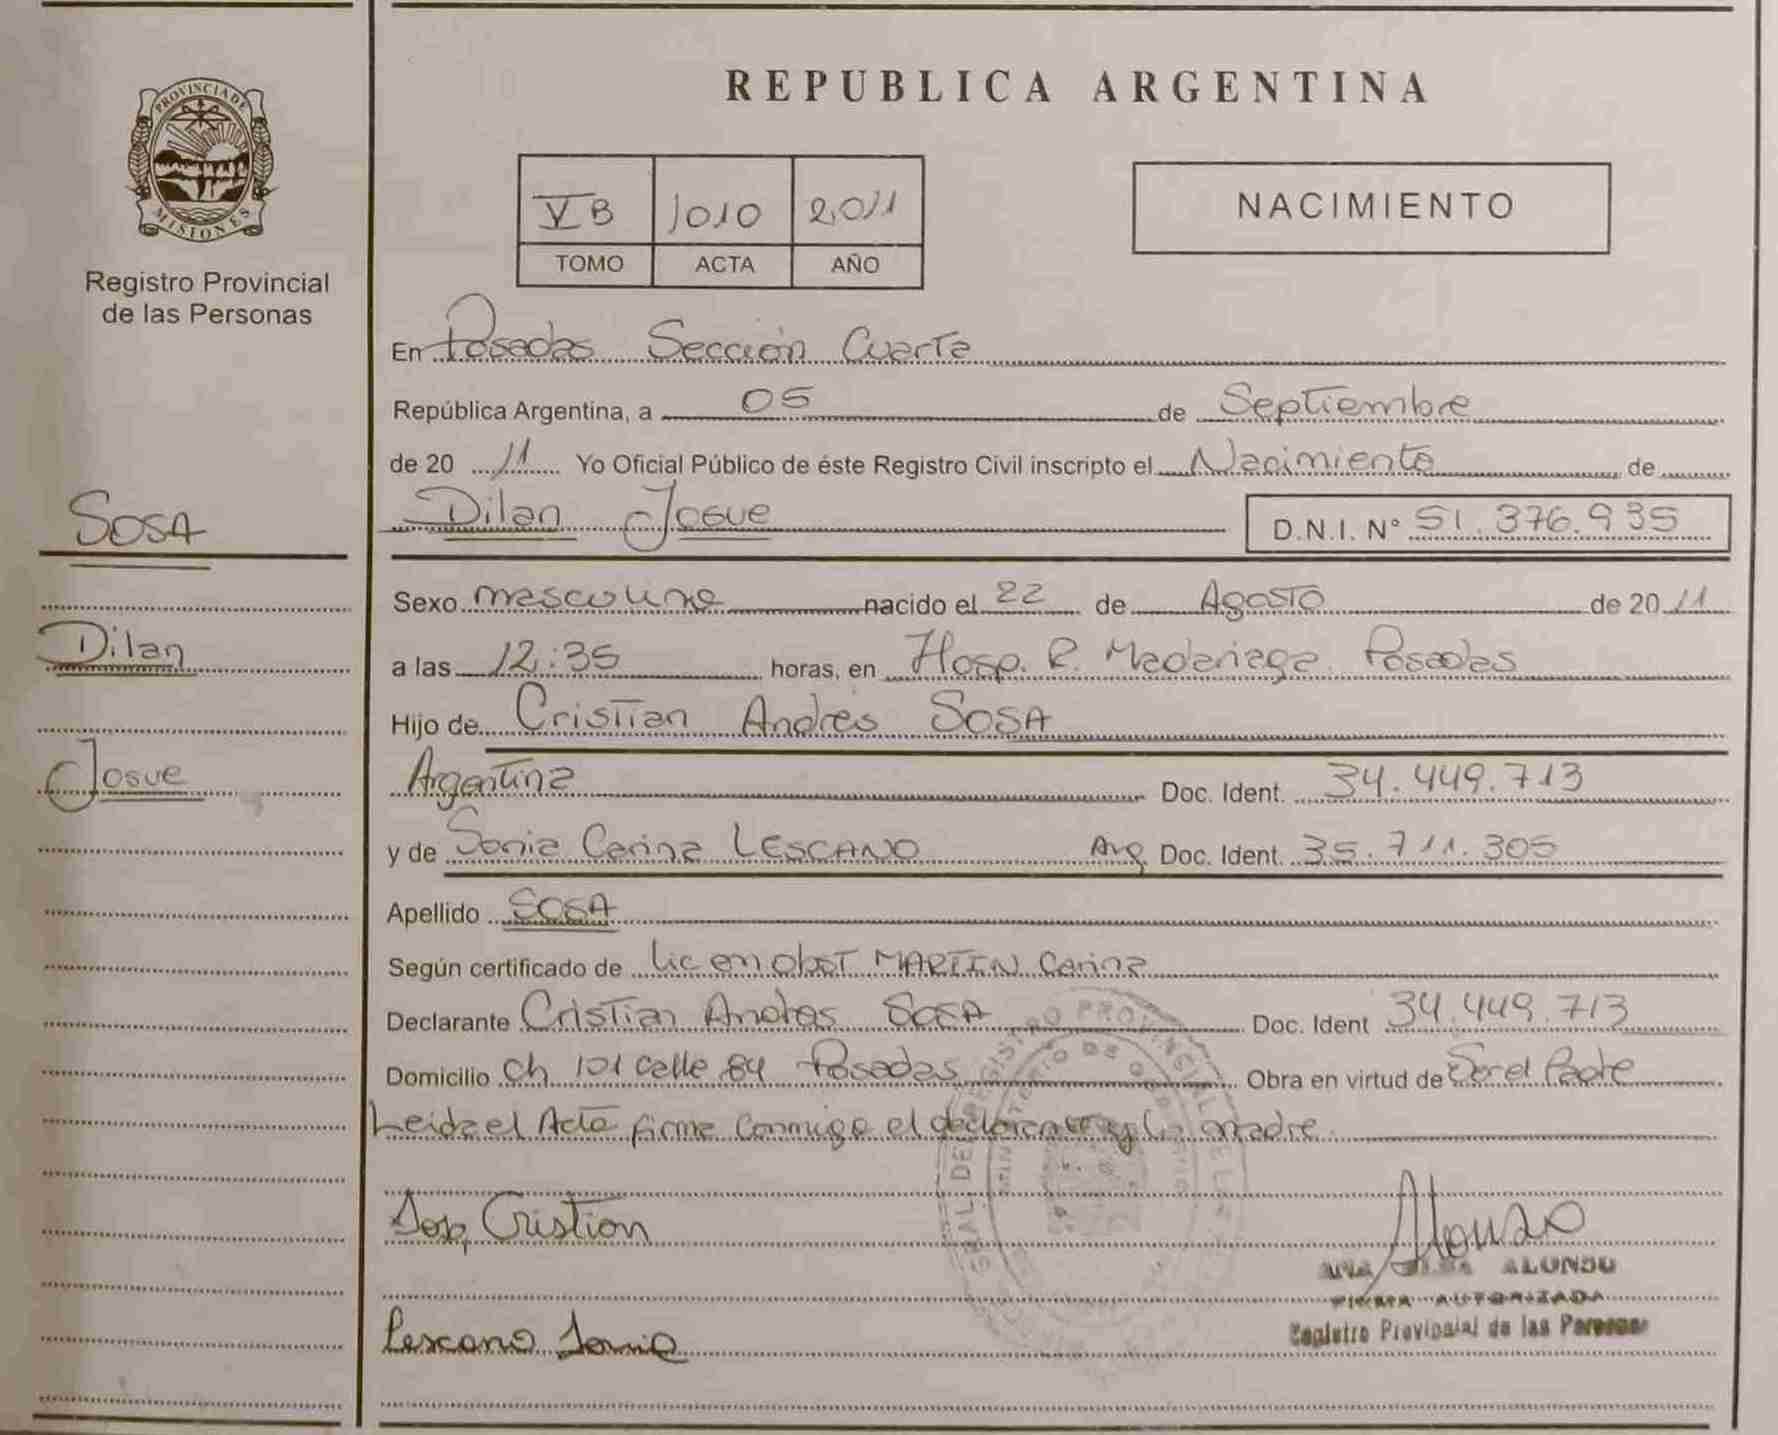 REPUBLICA ARGENTINA
PROVINCIA DE MISIONES
Registro Provincial
de las Personas
VB 1010 2011
TOMO ACTA AÑO
NACIMIENTO
En Posadas Sección Cuarta
República Argentina, a 05 de Septiembre
de 20 11 Yo Oficial Público de éste Registro Civil inscripto el Nacimiento de
Dilan Josue D.N.I. N° 51.376.935
SOSA
Dilan
Josue
Sexo masculino nacido el 22 de Agosto de 20 11
a las 12:35 horas, en Hosp. R. Madariaga. Posadas
Hijo de Cristian Andres SOSA
Argentina Doc. Ident. 34.449.713
y de Sonia Carina LESCANO Arg Doc. Ident. 35.711.305
Apellido SOSA
Según certificado de Lic en obst MARTIN Carina
Declarante Cristian Andres SOSA Doc. Ident 34.449.713
Domicilio Ch 101 calle 84 Posadas Obra en virtud de Ser el Padre
Leida el Acta firma conmigo el declarante y la madre
Sosa Cristian
Alonso
ANA ALONSO
FIRMA AUTORIZADA
Registro Provincial de las Personas
Lescano Sonia